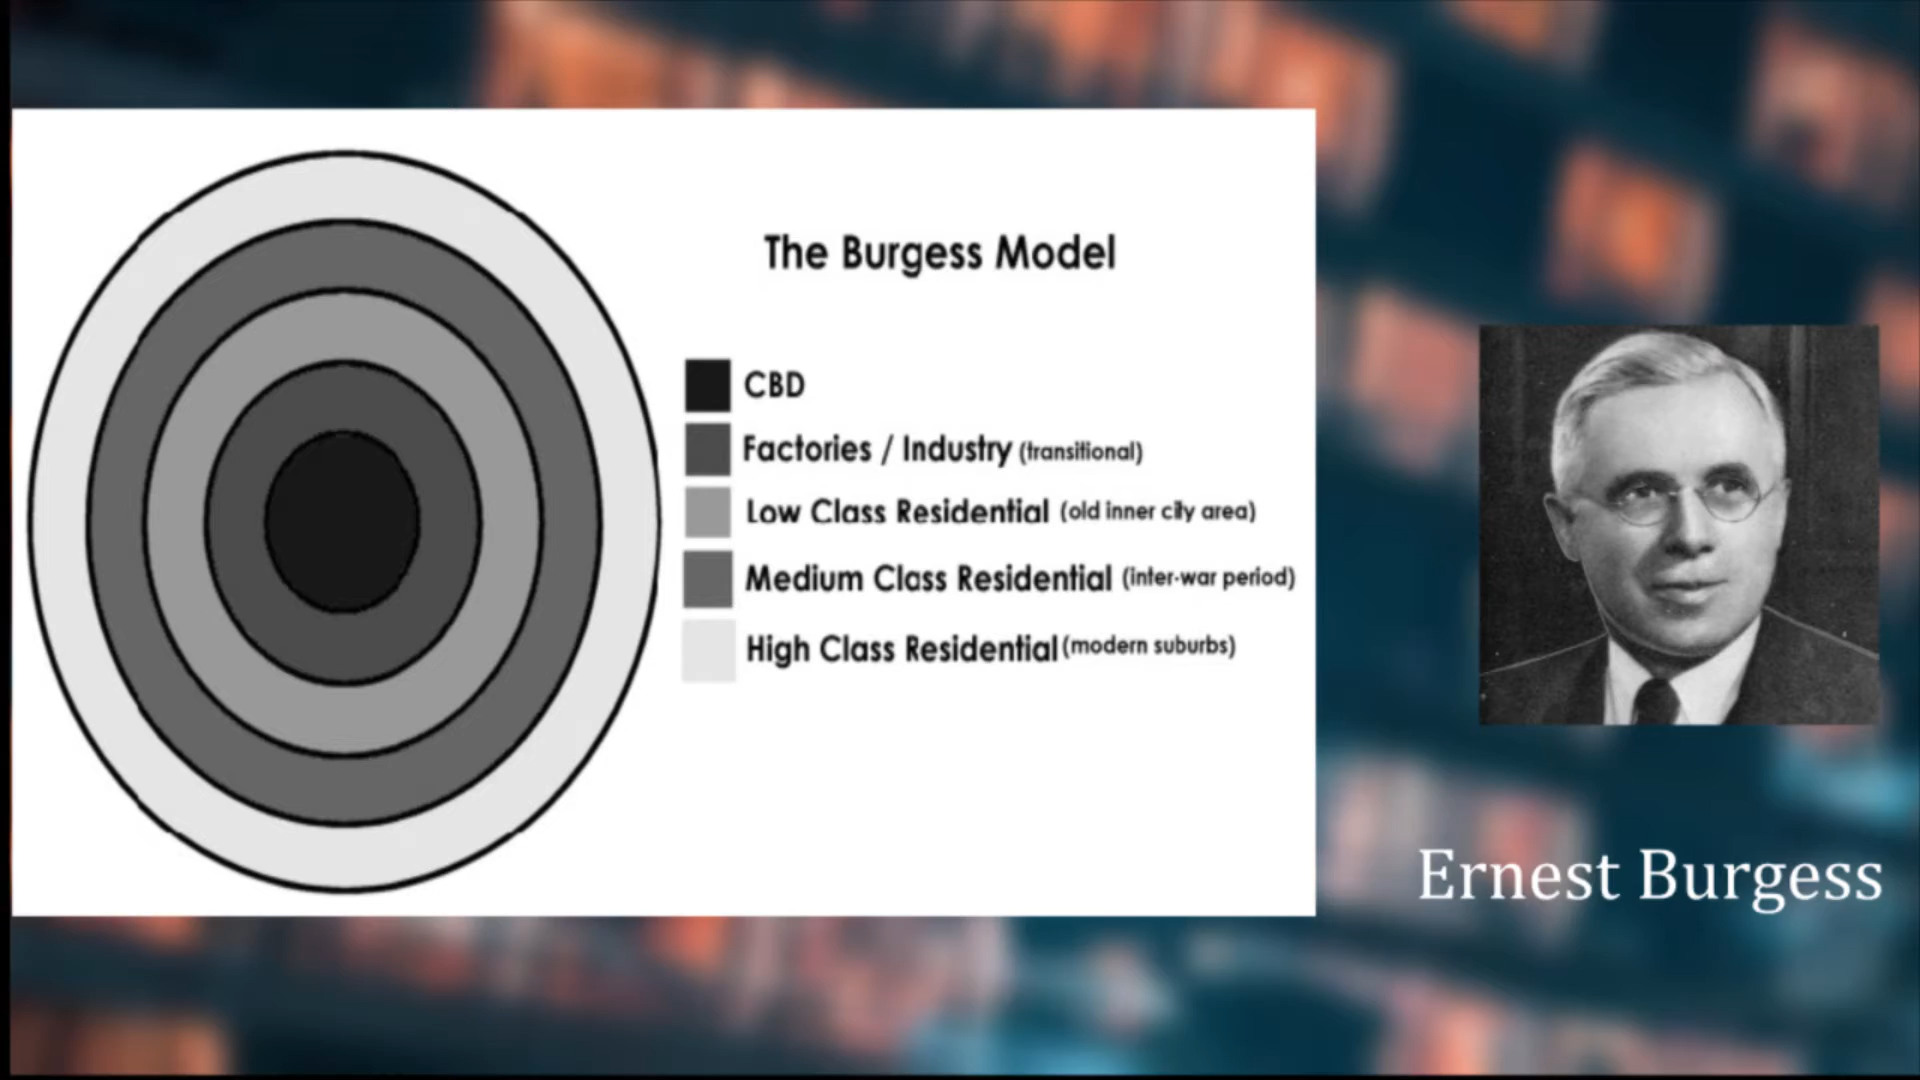 The Burgess Model
CBD
Factories / Industry (transitional)
Low Class Residential (old inner city area)
Medium Class Residential (inter-war period)
High Class Residential (modern suburbs)
Ernest Burgess